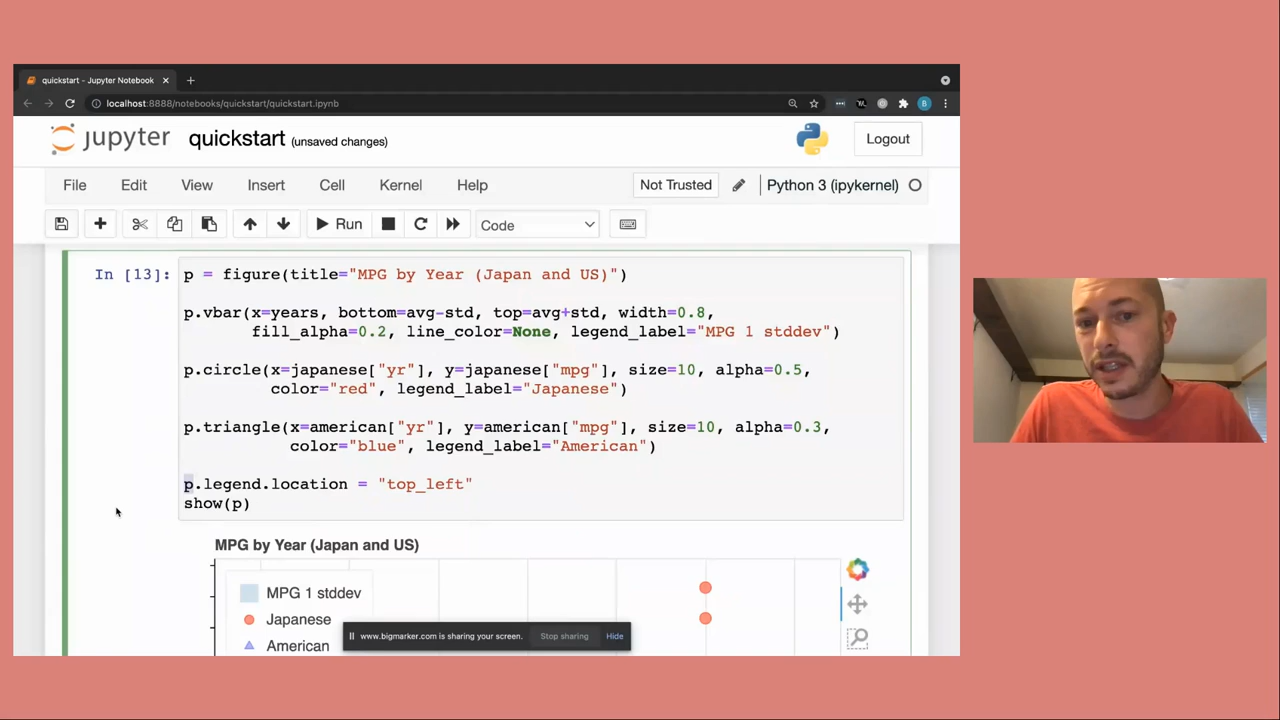 quickstart - Jupyter Notebook
localhost:8888/notebooks/quickstart/quickstart.ipynb
B
jupyter quickstart (unsaved changes)
Logout
File Edit View Insert Cell Kernel Help
Not Trusted
Python 3 (ipykernel)
Run
Code
In [13]: p = figure(title="MPG by Year (Japan and US)")
p.vbar(x=years, bottom=avg-std, top=avg+std, width=0.8,
fill_alpha=0.2, line_color=None, legend_label="MPG 1 stddev")
p.circle(x=japanese["yr"], y=japanese["mpg"], size=10, alpha=0.5,
color="red", legend_label="Japanese")
p.triangle(x=american["yr"], y=american["mpg"], size=10, alpha=0.3,
color="blue", legend_label="American")
p.legend.location = "top_left"
show(p)
MPG by Year (Japan and US)
MPG 1 stddev
Japanese
American
www.bigmarker.com is sharing your screen. Stop sharing Hide